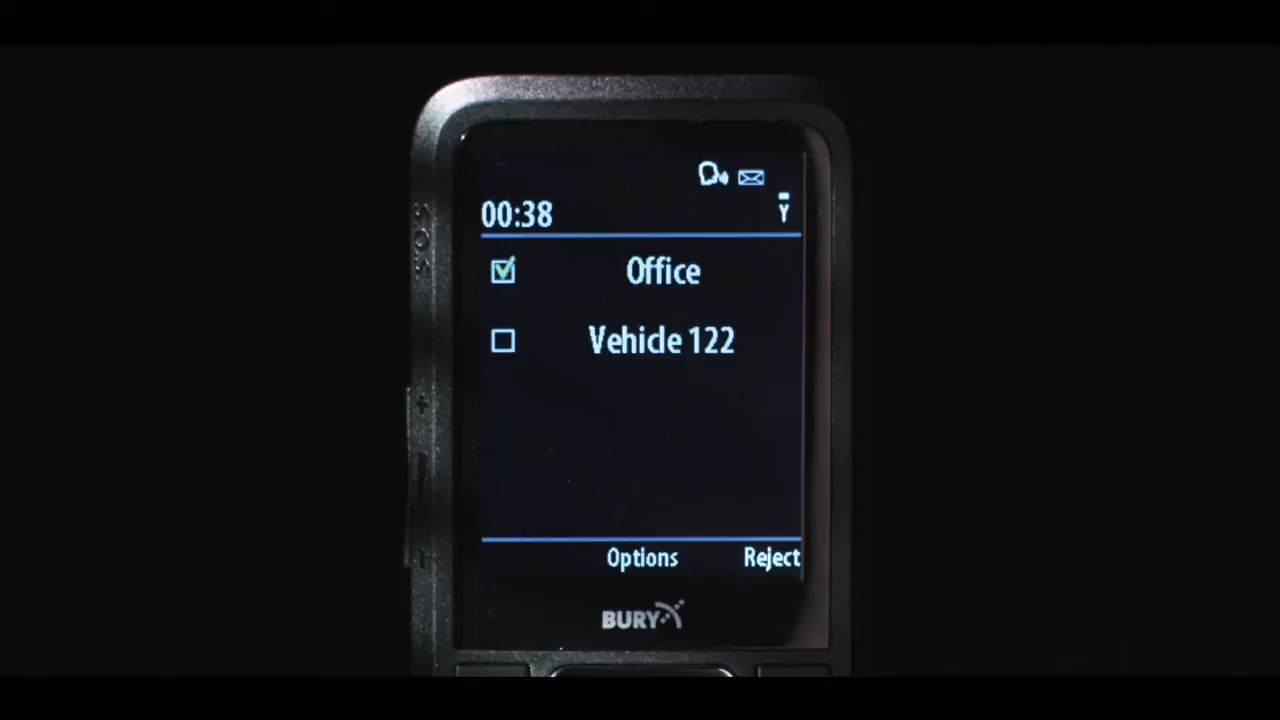 00:38
Office
Vehicle 122
Options Reject
BURY
S.O.S.
+
-